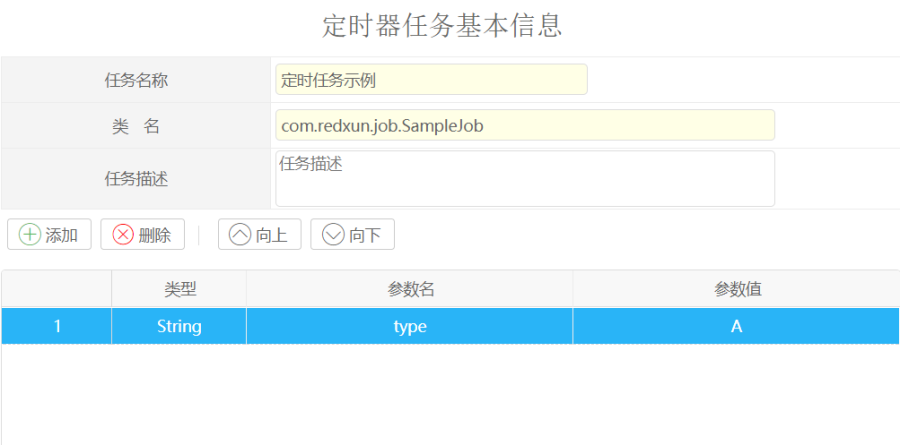 定时器任务基本信息
任务名称 定时任务示例
类 名 com.redxun.job.SampleJob
任务描述 任务描述
添加 删除 向上 向下
类型 参数名 参数值
1 String type A